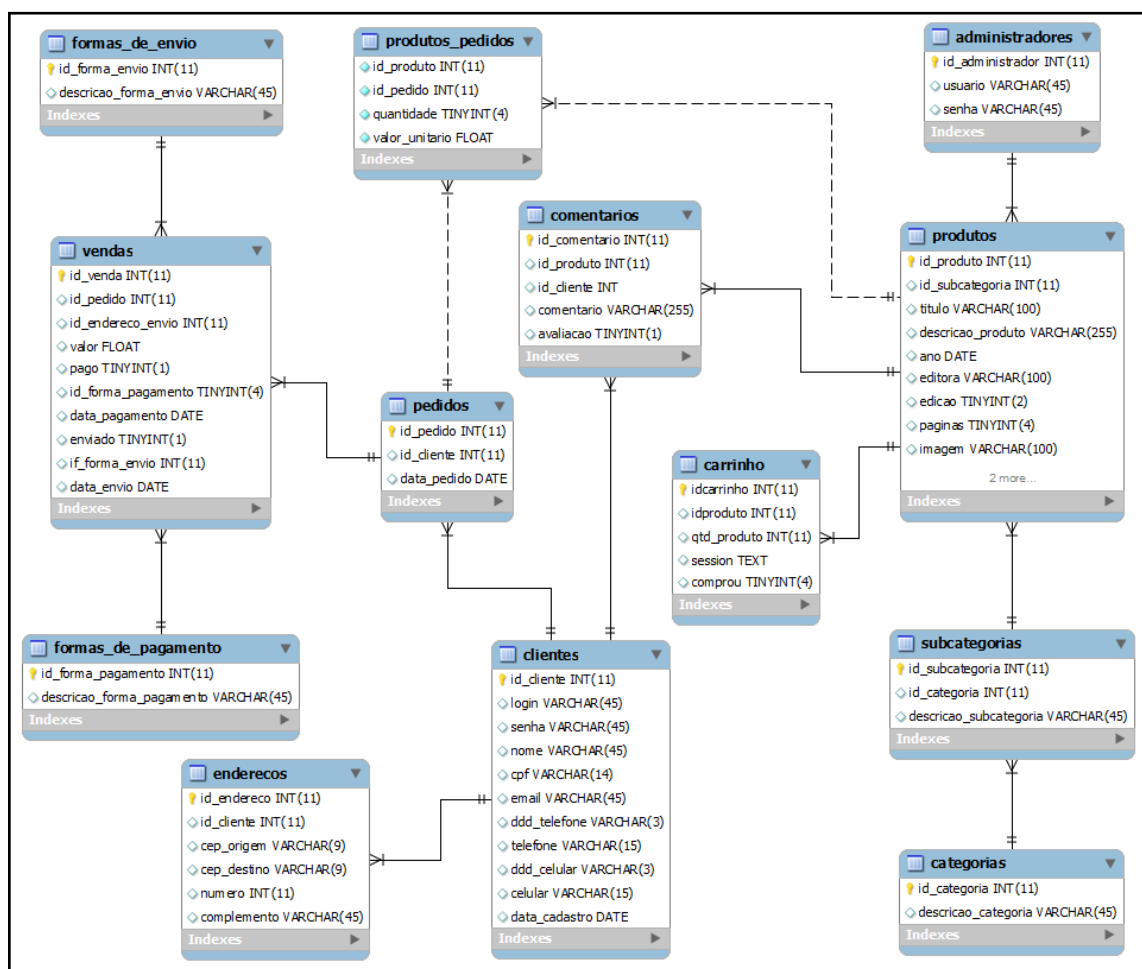 formas_de_envio
id_forma_envio INT(11)
descricao_forma_envio VARCHAR(45)
Indexes
produtos_pedidos
id_produto INT(11)
id_pedido INT(11)
quantidade TINYINT(4)
valor_unitario FLOAT
Indexes
administradores
id_administrador INT(11)
usuario VARCHAR(45)
senha VARCHAR(45)
Indexes
vendas
id_venda INT(11)
id_pedido INT(11)
id_endereco_envio INT(11)
valor FLOAT
pago TINYINT(1)
id_forma_pagamento TINYINT(4)
data_pagamento DATE
enviado TINYINT(1)
if_forma_envio INT(11)
data_envio DATE
Indexes
comentarios
id_comentario INT(11)
id_produto INT(11)
id_cliente INT
comentario VARCHAR(255)
avaliacao TINYINT(1)
Indexes
produtos
id_produto INT(11)
id_subcategoria INT(11)
titulo VARCHAR(100)
descricao_produto VARCHAR(255)
ano DATE
editora VARCHAR(100)
edicao TINYINT(2)
paginas TINYINT(4)
imagem VARCHAR(100)
2 more...
Indexes
pedidos
id_pedido INT(11)
id_cliente INT(11)
data_pedido DATE
Indexes
carrinho
idcarrinho INT(11)
idproduto INT(11)
qtd_produto INT(11)
session TEXT
comprou TINYINT(4)
Indexes
formas_de_pagamento
id_forma_pagamento INT(11)
descricao_forma_pagamento VARCHAR(45)
Indexes
clientes
id_cliente INT(11)
login VARCHAR(45)
senha VARCHAR(45)
nome VARCHAR(45)
cpf VARCHAR(14)
email VARCHAR(45)
ddd_telefone VARCHAR(3)
telefone VARCHAR(15)
ddd_celular VARCHAR(3)
celular VARCHAR(15)
data_cadastro DATE
Indexes
subcategorias
id_subcategoria INT(11)
id_categoria INT(11)
descricao_subcategoria VARCHAR(45)
Indexes
enderecos
id_endereco INT(11)
id_cliente INT(11)
cep_origem VARCHAR(9)
cep_destino VARCHAR(9)
numero INT(11)
complemento VARCHAR(45)
Indexes
categorias
id_categoria INT(11)
descricao_categoria VARCHAR(45)
Indexes